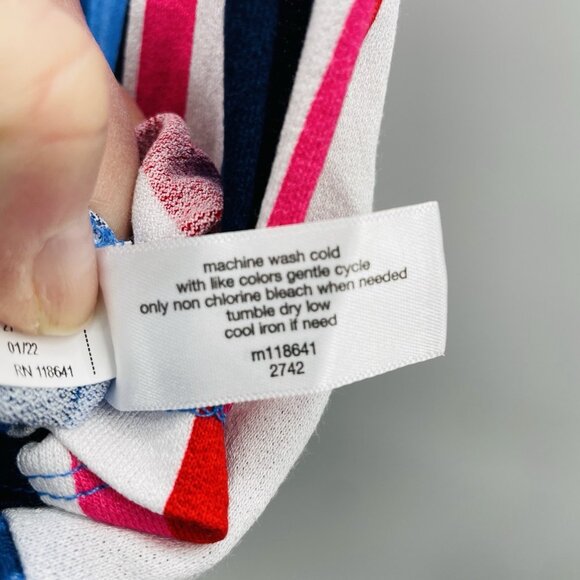 machine wash cold
with like colors gentle cycle
only non chlorine bleach when needed
tumble dry low
cool iron if need
m118641
2742
01/22
RN 118641